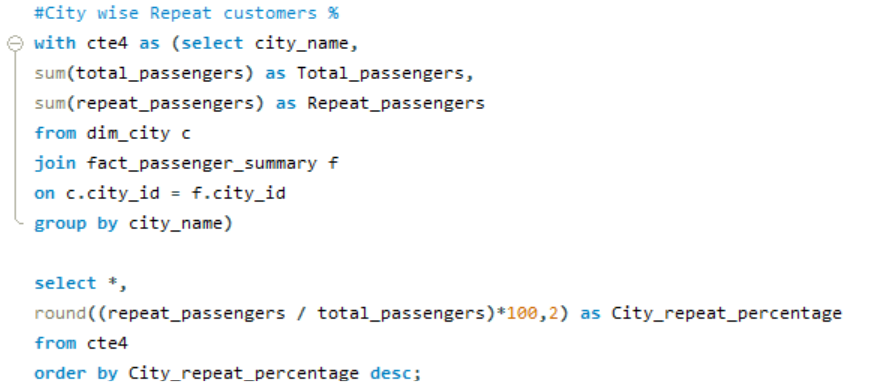 #City wise Repeat customers %
with cte4 as (select city_name,
sum(total_passengers) as Total_passengers,
sum(repeat_passengers) as Repeat_passengers
from dim_city c
join fact_passenger_summary f
on c.city_id = f.city_id
group by city_name)
select *,
round((repeat_passengers / total_passengers)*100,2) as City_repeat_percentage
from cte4
order by City_repeat_percentage desc;